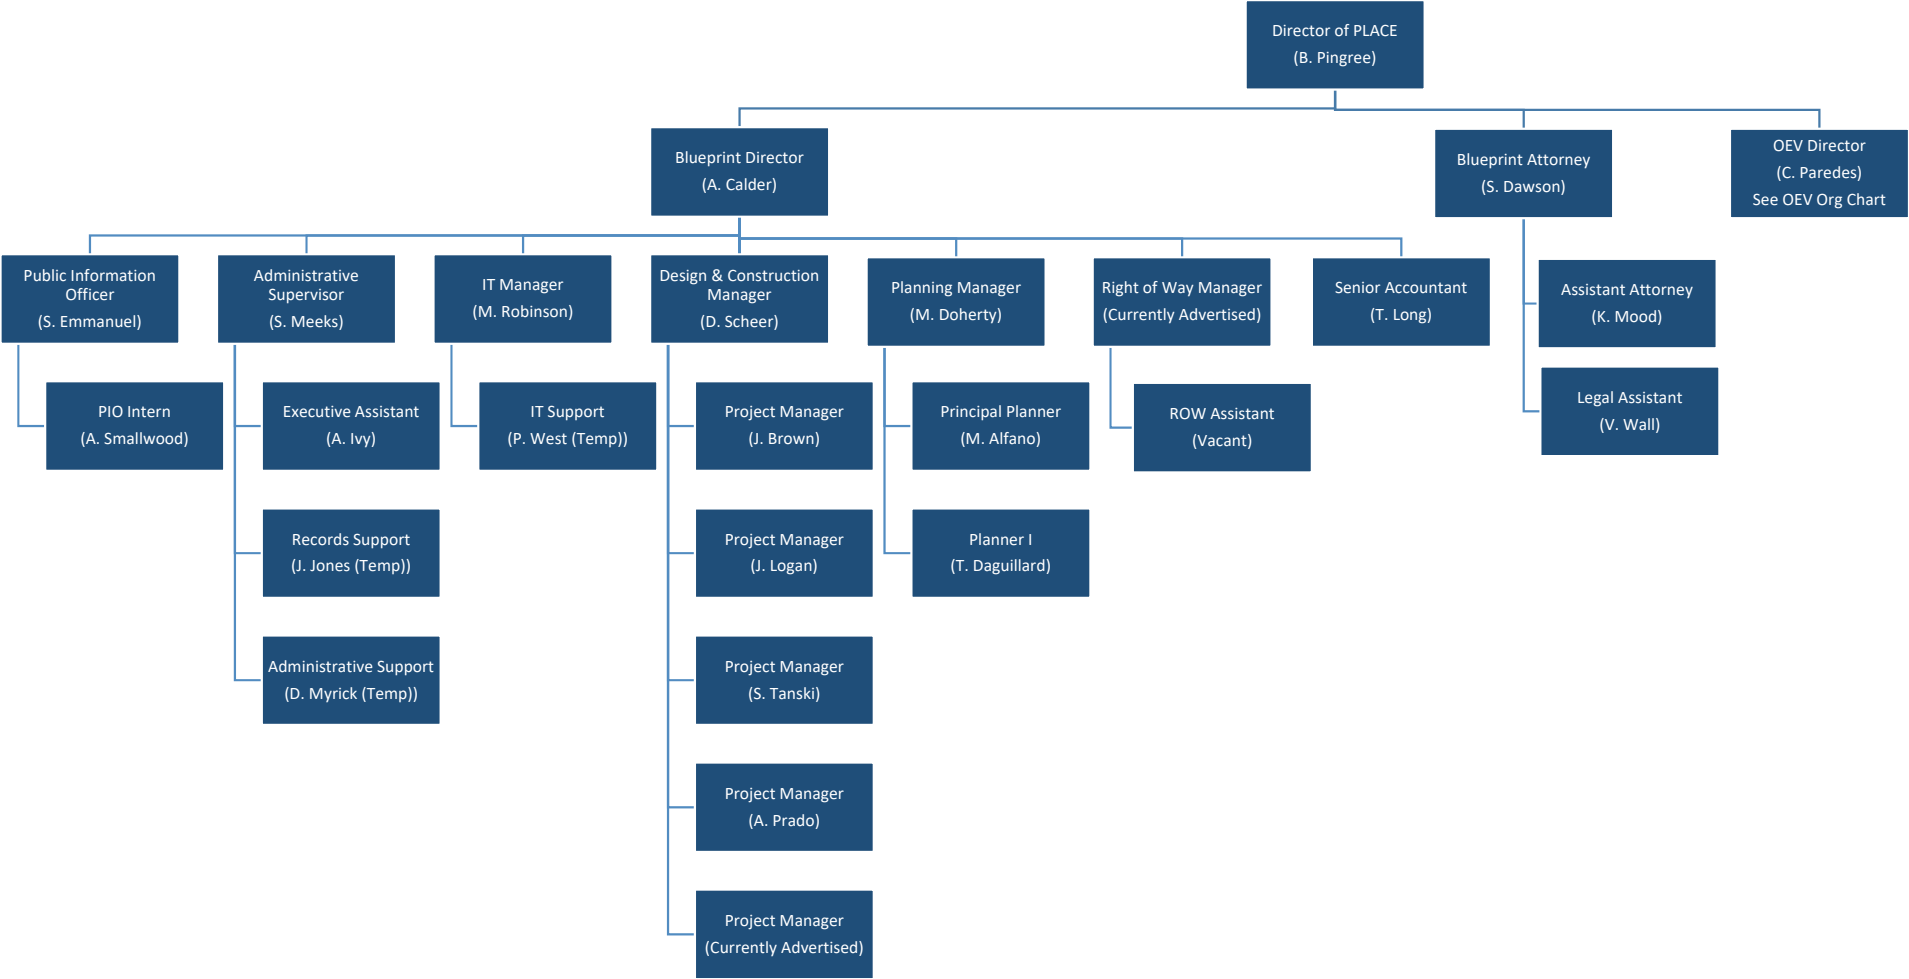 Director of PLACE
(B. Pingree)
Blueprint Director
(A. Calder)
Blueprint Attorney
(S. Dawson)
OEV Director
(C. Paredes)
See OEV Org Chart
Public Information
Officer
(S. Emmanuel)
Administrative
Supervisor
(S. Meeks)
IT Manager
(M. Robinson)
Design & Construction
Manager
(D. Scheer)
Planning Manager
(M. Doherty)
Right of Way Manager
(Currently Advertised)
Senior Accountant
(T. Long)
Assistant Attorney
(K. Mood)
PIO Intern
(A. Smallwood)
Executive Assistant
(A. Ivy)
IT Support
(P. West (Temp))
Project Manager
(J. Brown)
Principal Planner
(M. Alfano)
ROW Assistant
(Vacant)
Legal Assistant
(V. Wall)
Records Support
(J. Jones (Temp))
Project Manager
(J. Logan)
Planner I
(T. Daguillard)
Administrative Support
(D. Myrick (Temp))
Project Manager
(S. Tanski)
Project Manager
(A. Prado)
Project Manager
(Currently Advertised)